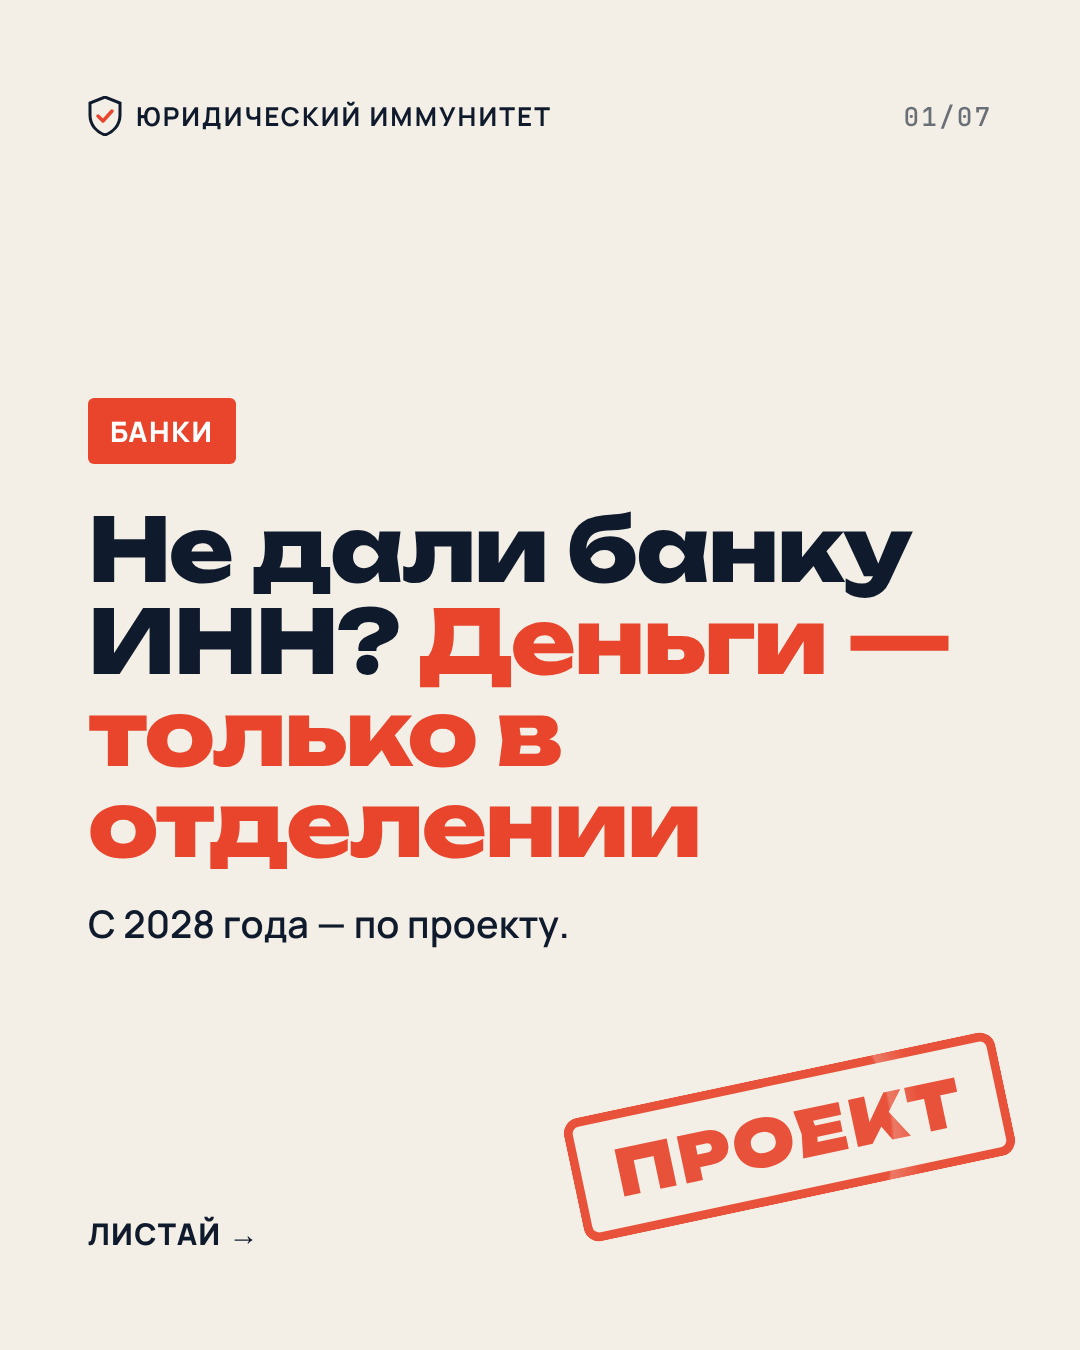 ЮРИДИЧЕСКИЙ ИММУНИТЕТ
01/07
БАНКИ
Не дали банку
ИНН? Деньги —
только в
отделении
С 2028 года — по проекту.
ПРОЕКТ
ЛИСТАЙ →